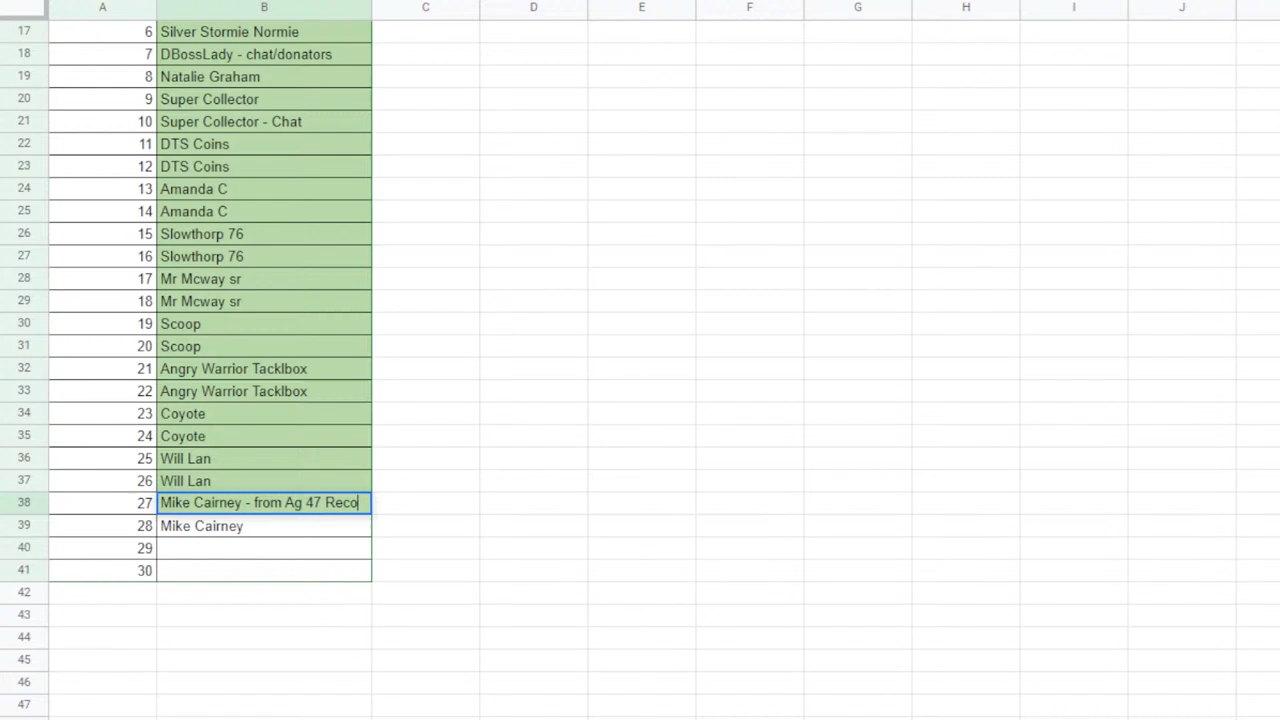 A B C D E F G H I J
17 6 Silver Stormie Normie
18 7 DBossLady - chat/donators
19 8 Natalie Graham
20 9 Super Collector
21 10 Super Collector - Chat
22 11 DTS Coins
23 12 DTS Coins
24 13 Amanda C
25 14 Amanda C
26 15 Slowthorp 76
27 16 Slowthorp 76
28 17 Mr Mcway sr
29 18 Mr Mcway sr
30 19 Scoop
31 20 Scoop
32 21 Angry Warrior Tacklbox
33 22 Angry Warrior Tacklbox
34 23 Coyote
35 24 Coyote
36 25 Will Lan
37 26 Will Lan
38 27 Mike Cairney - from Ag 47 Reco
39 28 Mike Cairney
40 29
41 30
42
43
44
45
46
47